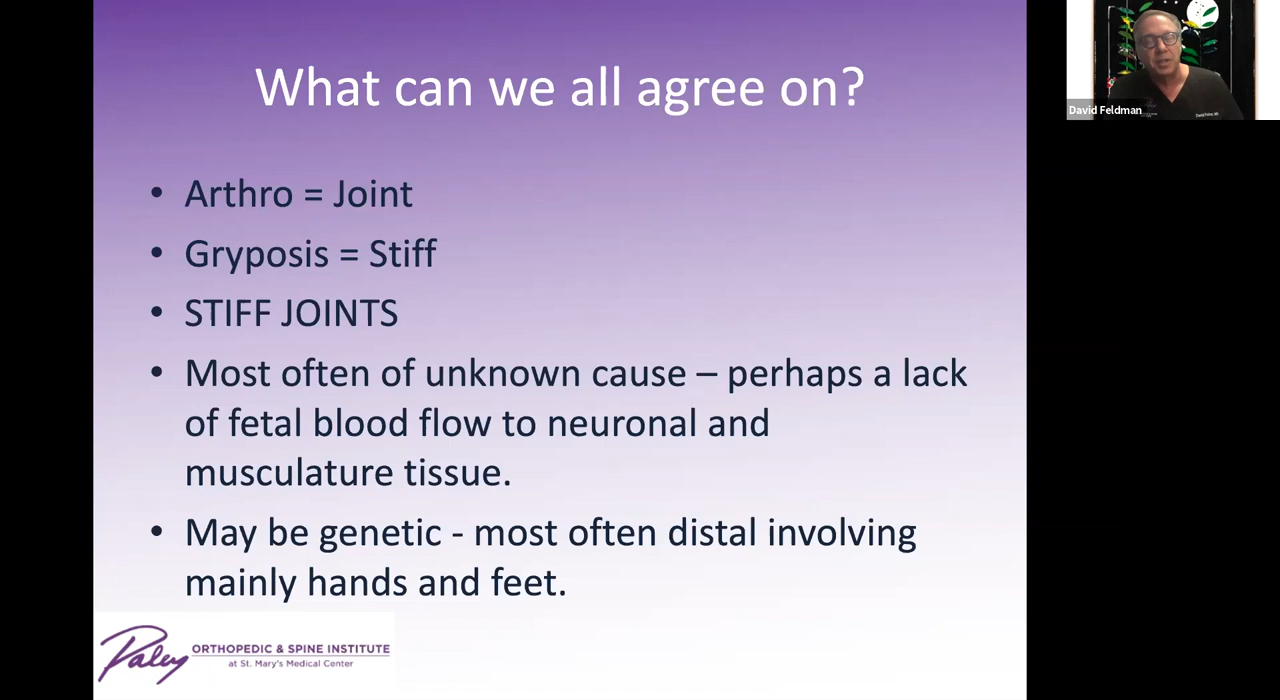 What can we all agree on?
• Arthro = Joint
• Gryposis = Stiff
• STIFF JOINTS
• Most often of unknown cause – perhaps a lack
of fetal blood flow to neuronal and
musculature tissue.
• May be genetic - most often distal involving
mainly hands and feet.
Paley
ORTHOPEDIC & SPINE INSTITUTE
at St. Mary's Medical Center
David Feldman